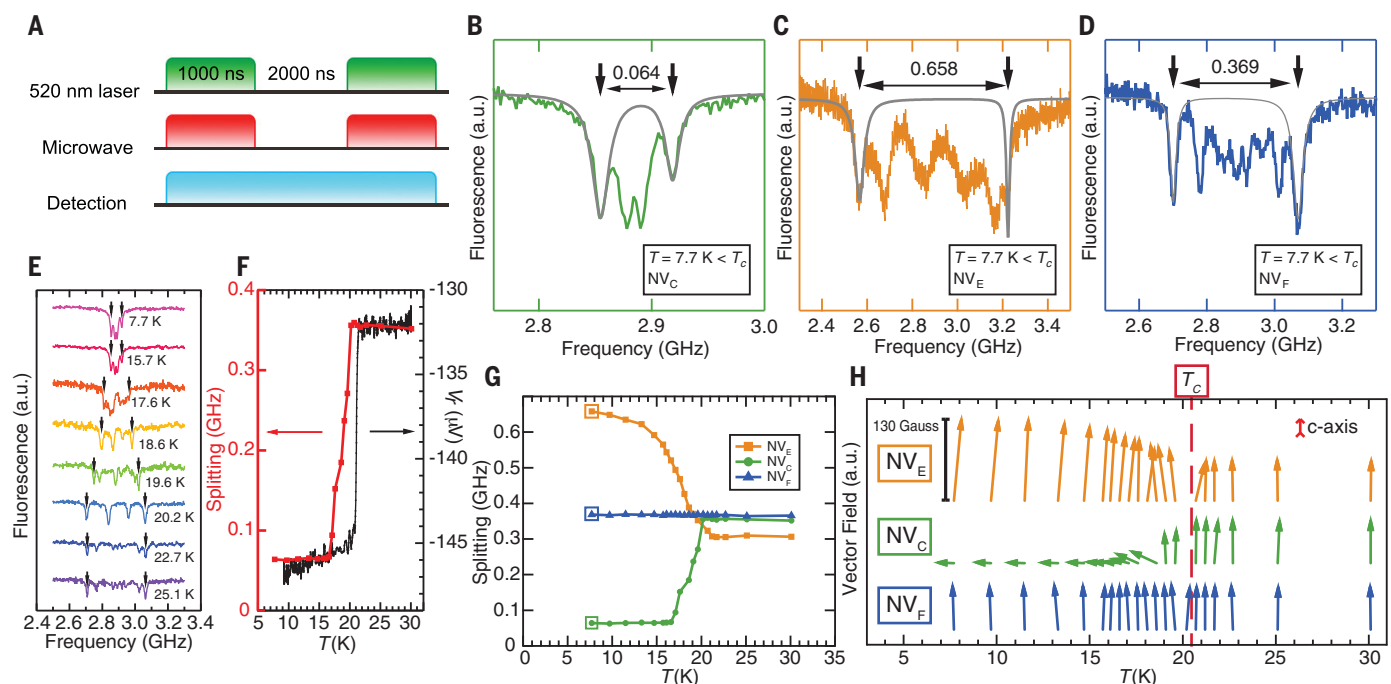 A
1000 ns
2000 ns
520 nm laser
Microwave
Detection
B
Fluorescence (a.u.)
0.064
T = 7.7 K < Tc
NVC
2.8
2.9
3.0
Frequency (GHz)
C
Fluorescence (a.u.)
0.658
T = 7.7 K < Tc
NVE
2.4
2.6
2.8
3.0
3.2
3.4
Frequency (GHz)
D
Fluorescence (a.u.)
0.369
T = 7.7 K < Tc
NVF
2.6
2.8
3.0
3.2
Frequency (GHz)
E
Fluorescence (a.u.)
7.7 K
15.7 K
17.6 K
18.6 K
19.6 K
20.2 K
22.7 K
25.1 K
2.4
2.6
2.8
3.0
3.2
3.4
Frequency (GHz)
F
Splitting (GHz)
0.4
0.3
0.2
0.1
0
5
10
15
20
25
30
T(K)
-130
-135
-140
-145
V (mV)
G
Splitting (GHz)
0.6
0.5
0.4
0.3
0.2
0.1
0
0
5
10
15
20
25
30
35
T(K)
NVE
NVC
NVF
H
Vector Field (a.u.)
130 Gauss
Tc
c-axis
NVE
NVC
NVF
5
10
15
20
25
30
T(K)